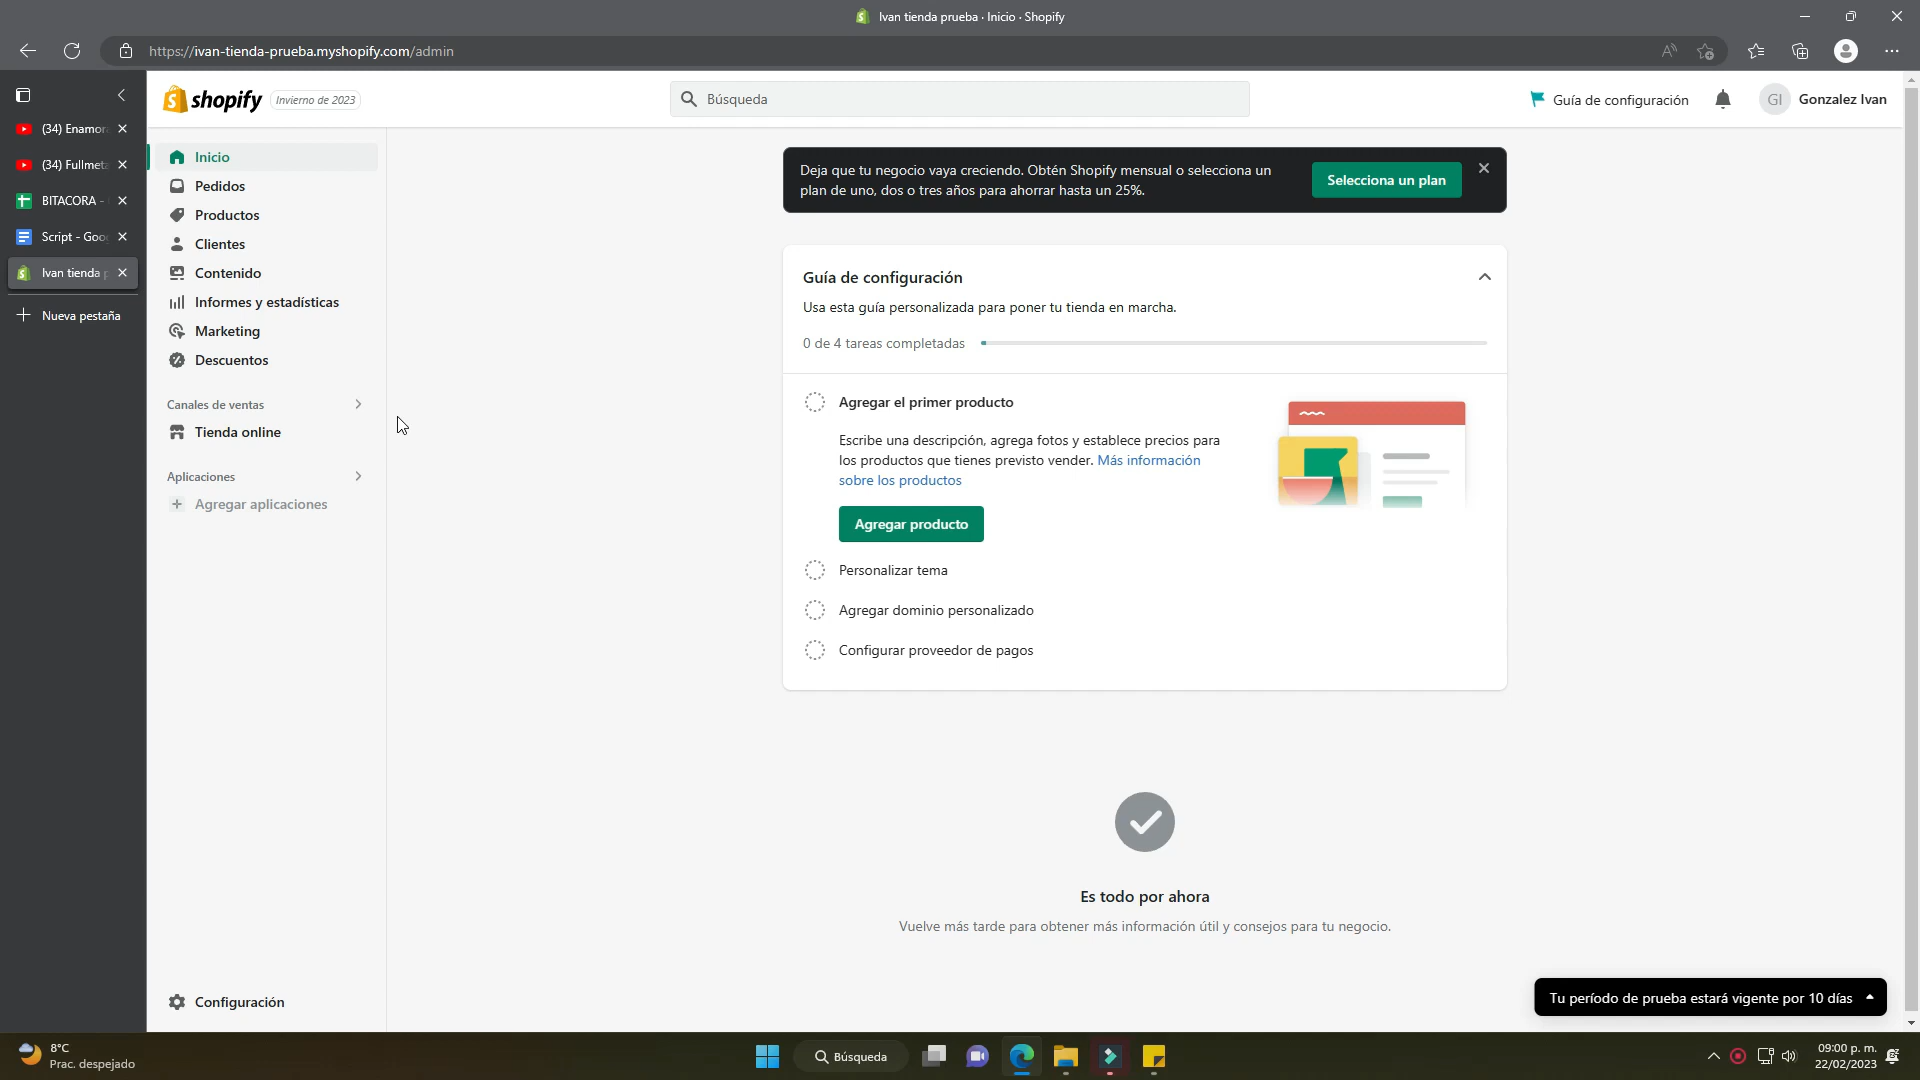 Ivan tienda prueba · Inicio · Shopify
https://ivan-tienda-prueba.myshopify.com/admin
(34) Enamor
(34) Fullmeta
BITACORA -
Script - Goo
Ivan tienda p
Nueva pestaña
shopify
Invierno de 2023
Búsqueda
Guía de configuración
GI
Gonzalez Ivan
Inicio
Pedidos
Productos
Clientes
Contenido
Informes y estadísticas
Marketing
Descuentos
Canales de ventas
Tienda online
Aplicaciones
Agregar aplicaciones
Configuración
Deja que tu negocio vaya creciendo. Obtén Shopify mensual o selecciona un
plan de uno, dos o tres años para ahorrar hasta un 25%.
Selecciona un plan
Guía de configuración
Usa esta guía personalizada para poner tu tienda en marcha.
0 de 4 tareas completadas
Agregar el primer producto
Escribe una descripción, agrega fotos y establece precios para
los productos que tienes previsto vender. Más información
sobre los productos
Agregar producto
Personalizar tema
Agregar dominio personalizado
Configurar proveedor de pagos
Es todo por ahora
Vuelve más tarde para obtener más información útil y consejos para tu negocio.
Tu período de prueba estará vigente por 10 días
8°C
Prac. despejado
Búsqueda
09:00 p. m.
22/02/2023